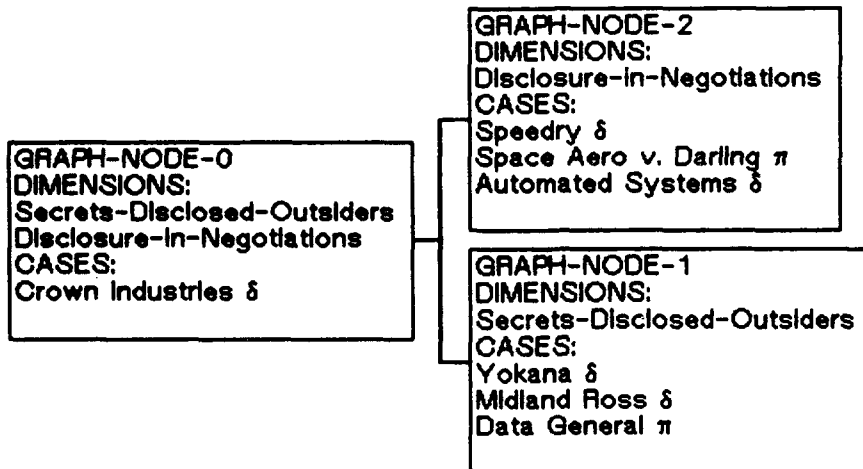 GRAPH-NODE-0
DIMENSIONS:
Secrets-Disclosed-Outsiders
Disclosure-in-Negotiations
CASES:
Crown Industries δ
GRAPH-NODE-2
DIMENSIONS:
Disclosure-in-Negotiations
CASES:
Speedry δ
Space Aero v. Darling π
Automated Systems δ
GRAPH-NODE-1
DIMENSIONS:
Secrets-Disclosed-Outsiders
CASES:
Yokana δ
Midland Ross δ
Data General π